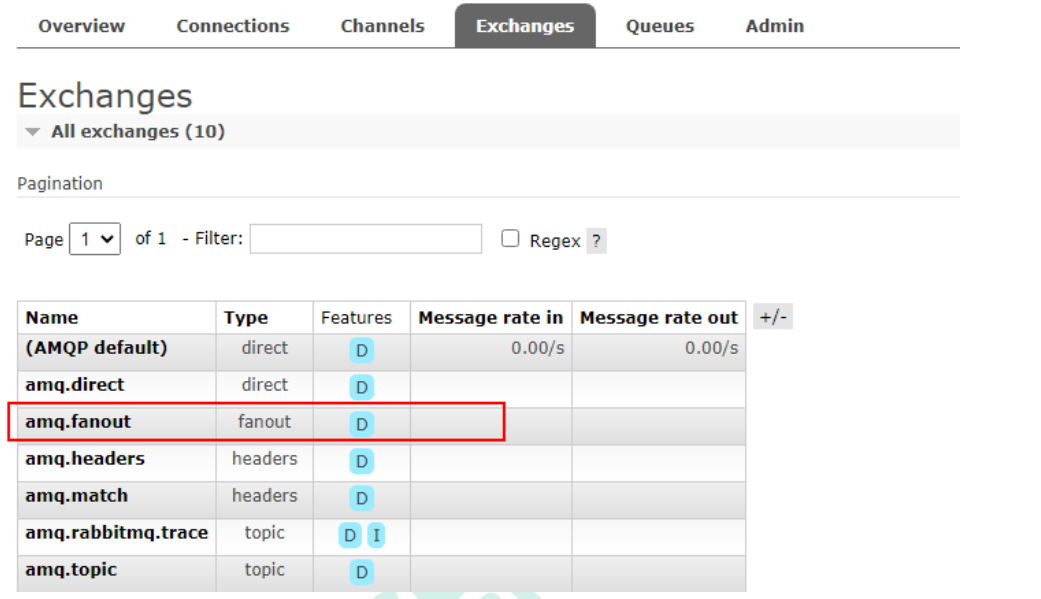 Overview Connections Channels Exchanges Queues Admin
Exchanges
All exchanges (10)
Pagination
Page 1 of 1 - Filter: Regex ?
Name Type Features Message rate in Message rate out +/-
(AMQP default) direct D 0.00/s 0.00/s
amq.direct direct D
amq.fanout fanout D
amq.headers headers D
amq.match headers D
amq.rabbitmq.trace topic D I
amq.topic topic D